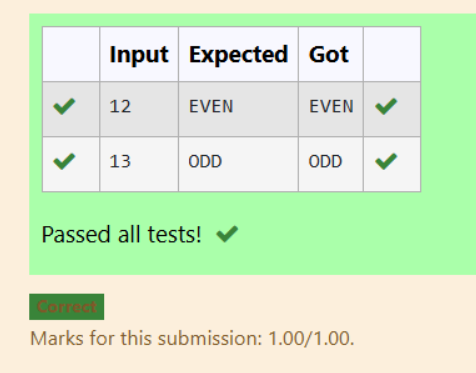 Input Expected Got
12 EVEN EVEN
13 ODD ODD
Passed all tests!
Correct
Marks for this submission: 1.00/1.00.